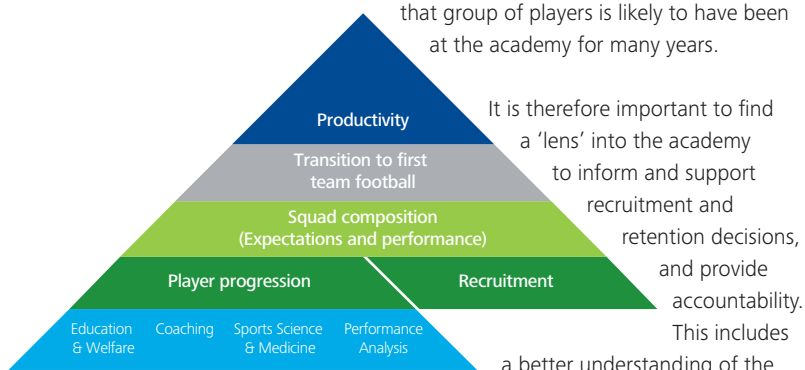 that group of players is likely to have been
at the academy for many years.
It is therefore important to find
a ‘lens’ into the academy
to inform and support
recruitment and
retention decisions,
and provide
accountability.
This includes
a better understanding of the
Productivity
Transition to first
team football
Squad composition
(Expectations and performance)
Player progression
Recruitment
Education
& Welfare
Coaching
Sports Science
& Medicine
Performance
Analysis